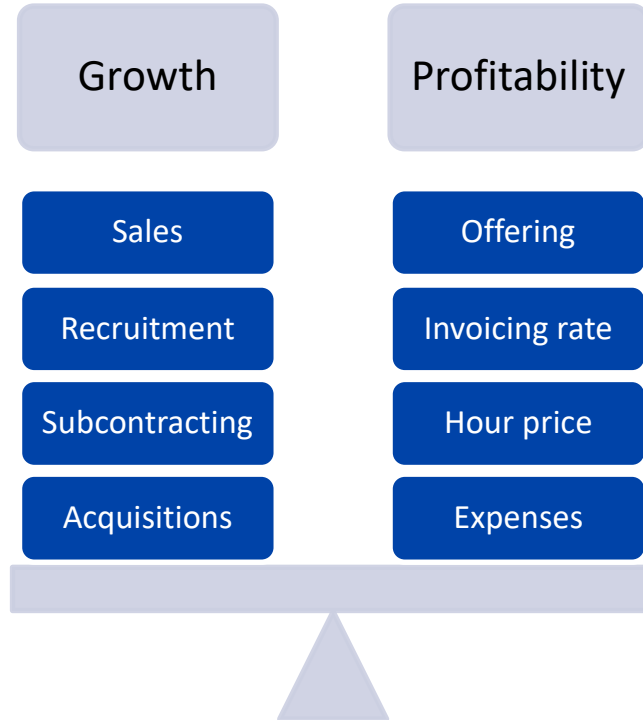 Growth
Profitability
Sales
Offering
Recruitment
Invoicing rate
Subcontracting
Hour price
Acquisitions
Expenses